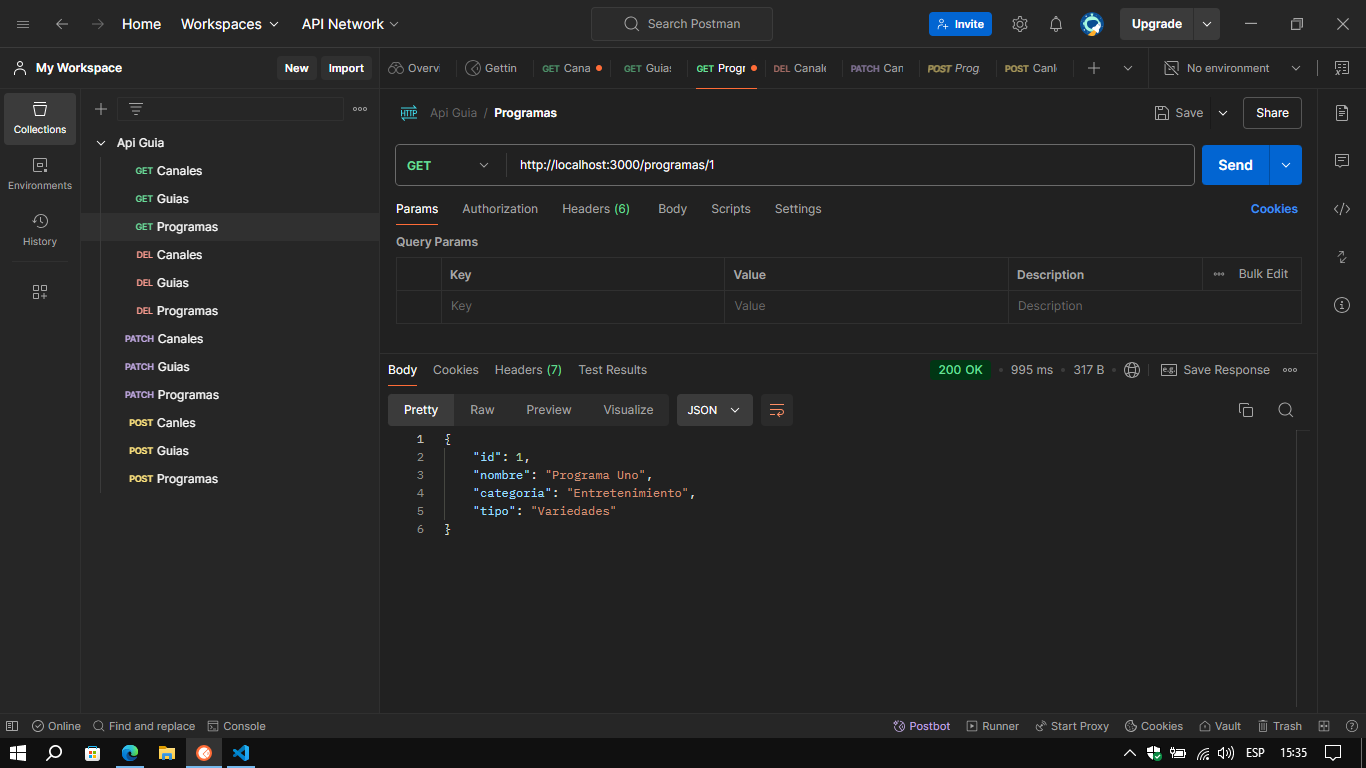 Home Workspaces API Network Search Postman Invite Upgrade
My Workspace New Import Overvi Gettin GET Cana GET Guias GET Progr DEL Canale PATCH Can POST Prog POST Canl No environment
HTTP Api Guia / Programas Save Share
Collections
Environments
History
Api Guia
GET Canales
GET Guias
GET Programas
DEL Canales
DEL Guias
DEL Programas
PATCH Canales
PATCH Guias
PATCH Programas
POST Canles
POST Guias
POST Programas
GET http://localhost:3000/programas/1 Send
Params Authorization Headers (6) Body Scripts Settings Cookies
Query Params
Key Value Description Bulk Edit
Key Value Description
Body Cookies Headers (7) Test Results 200 OK 995 ms 317 B e.g. Save Response
Pretty Raw Preview Visualize JSON
1 {
2 "id": 1,
3 "nombre": "Programa Uno",
4 "categoria": "Entretenimiento",
5 "tipo": "Variedades"
6 }
Online Find and replace Console Postbot Runner Start Proxy Cookies Vault Trash
ESP 15:35